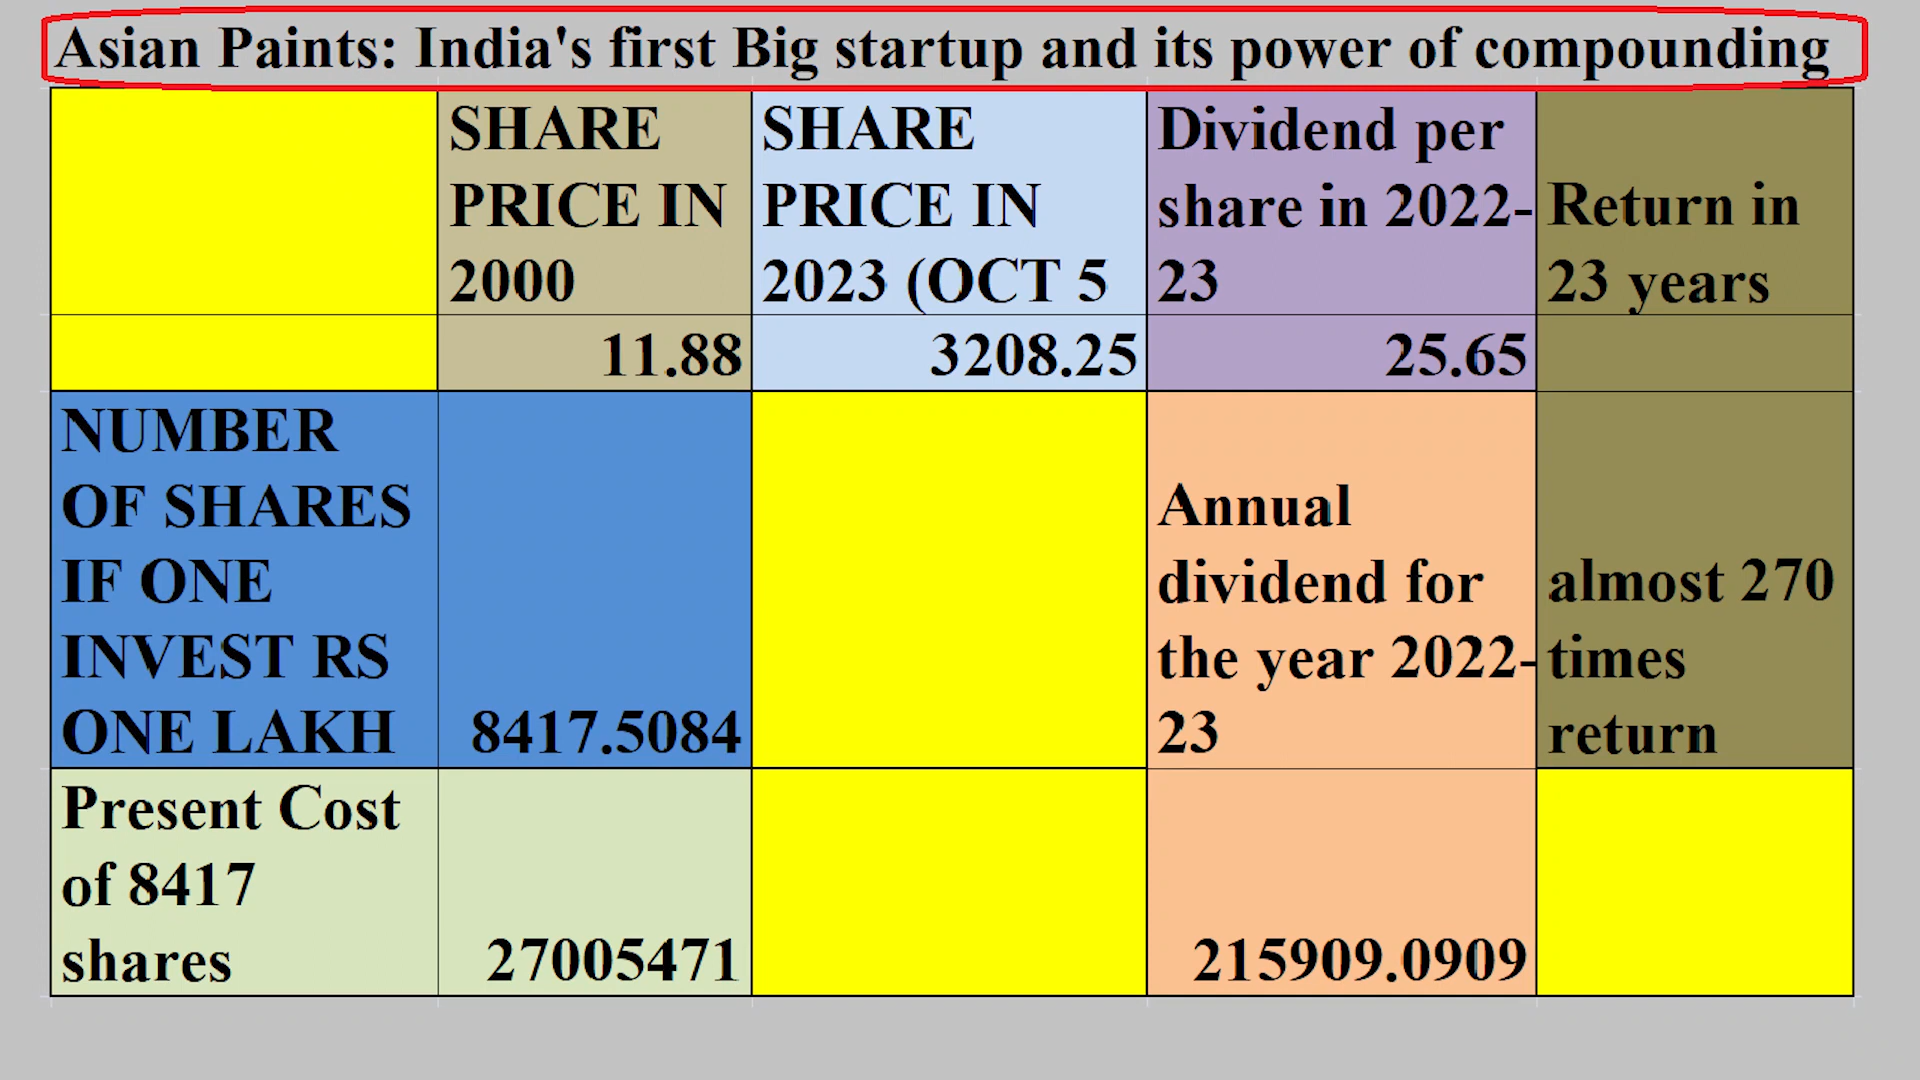 Asian Paints: India's first Big startup and its power of compounding
SHARE
PRICE IN
2000
SHARE
PRICE IN
2023 (OCT 5
Dividend per
share in 2022-
23
Return in
23 years
11.88
3208.25
25.65
NUMBER
OF SHARES
IF ONE
INVEST RS
ONE LAKH
8417.5084
Annual
dividend for
the year 2022-
23
almost 270
times
return
Present Cost
of 8417
shares
27005471
215909.0909